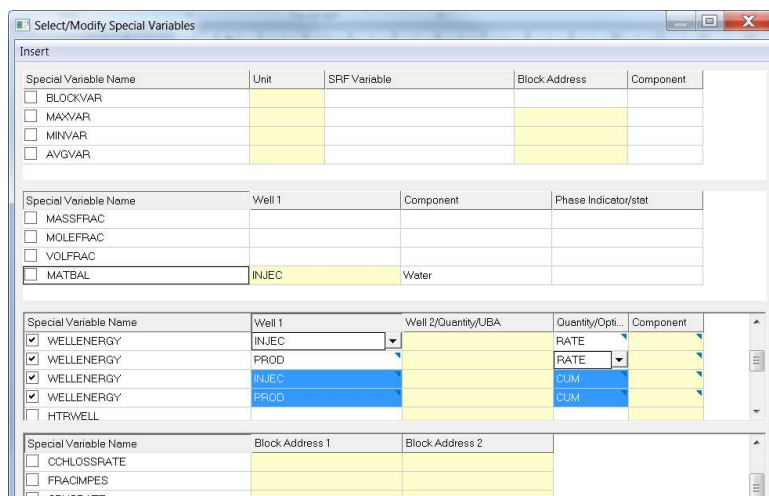 Select/Modify Special Variables
Insert
Special Variable Name Unit SRF Variable Block Address Component
BLOCKVAR
MAXVAR
MINVAR
AVGVAR
Special Variable Name Well 1 Component Phase Indicator/stat
MASSFRAC
MOLEFRAC
VOLFRAC
MATBAL INJEC Water
Special Variable Name Well 1 Well 2/Quantity/UBA Quantity/Opti... Component
WELLENERGY INJEC RATE
WELLENERGY PROD RATE
WELLENERGY INJEC CUM
WELLENERGY PROD CUM
HTRWELL
Special Variable Name Block Address 1 Block Address 2
CCHLOSSRATE
FRACIMPES